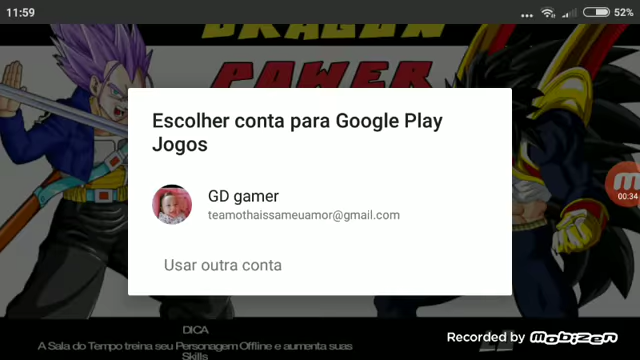 11:59
52%
DRAGON
POWER
Escolher conta para Google Play
Jogos
GD gamer
teamothaissameuamor@gmail.com
Usar outra conta
00:34
DICA
A Sala do Tempo treina seu Personagem Offline e aumenta suas
Skills
Recorded by mobizen